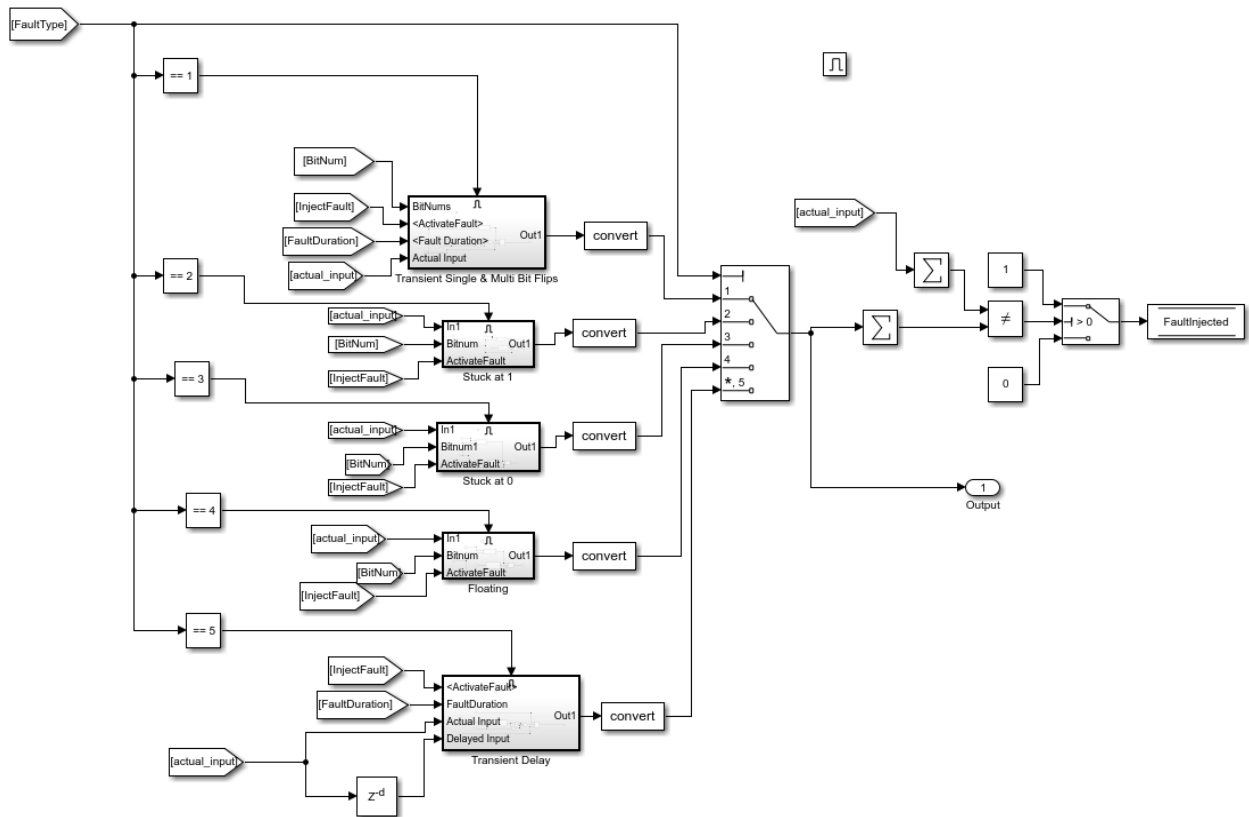 [FaultType]
== 1
[BitNum]
[InjectFault]
[FaultDuration]
[actual_input]
BitNums
<ActivateFault>
<Fault Duration>
Actual Input
Out1
Transient Single & Multi Bit Flips
convert
== 2
[actual_input]
[BitNum]
[InjectFault]
In1
Bitnum
ActivateFault
Out1
Stuck at 1
convert
== 3
[actual_input]
[BitNum]
[InjectFault]
In1
Bitnum1
ActivateFault
Out1
Stuck at 0
convert
== 4
[actual_input]
[BitNum]
[InjectFault]
In1
Bitnum
ActivateFault
Out1
Floating
convert
== 5
[InjectFault]
[FaultDuration]
[actual_input]
Z-d
<ActivateFault>
FaultDuration
Actual Input
Delayed Input
Out1
Transient Delay
convert
1
2
3
4
*, 5
[actual_input]
∑
∑
1
≠
0
> 0
FaultInjected
1
Output